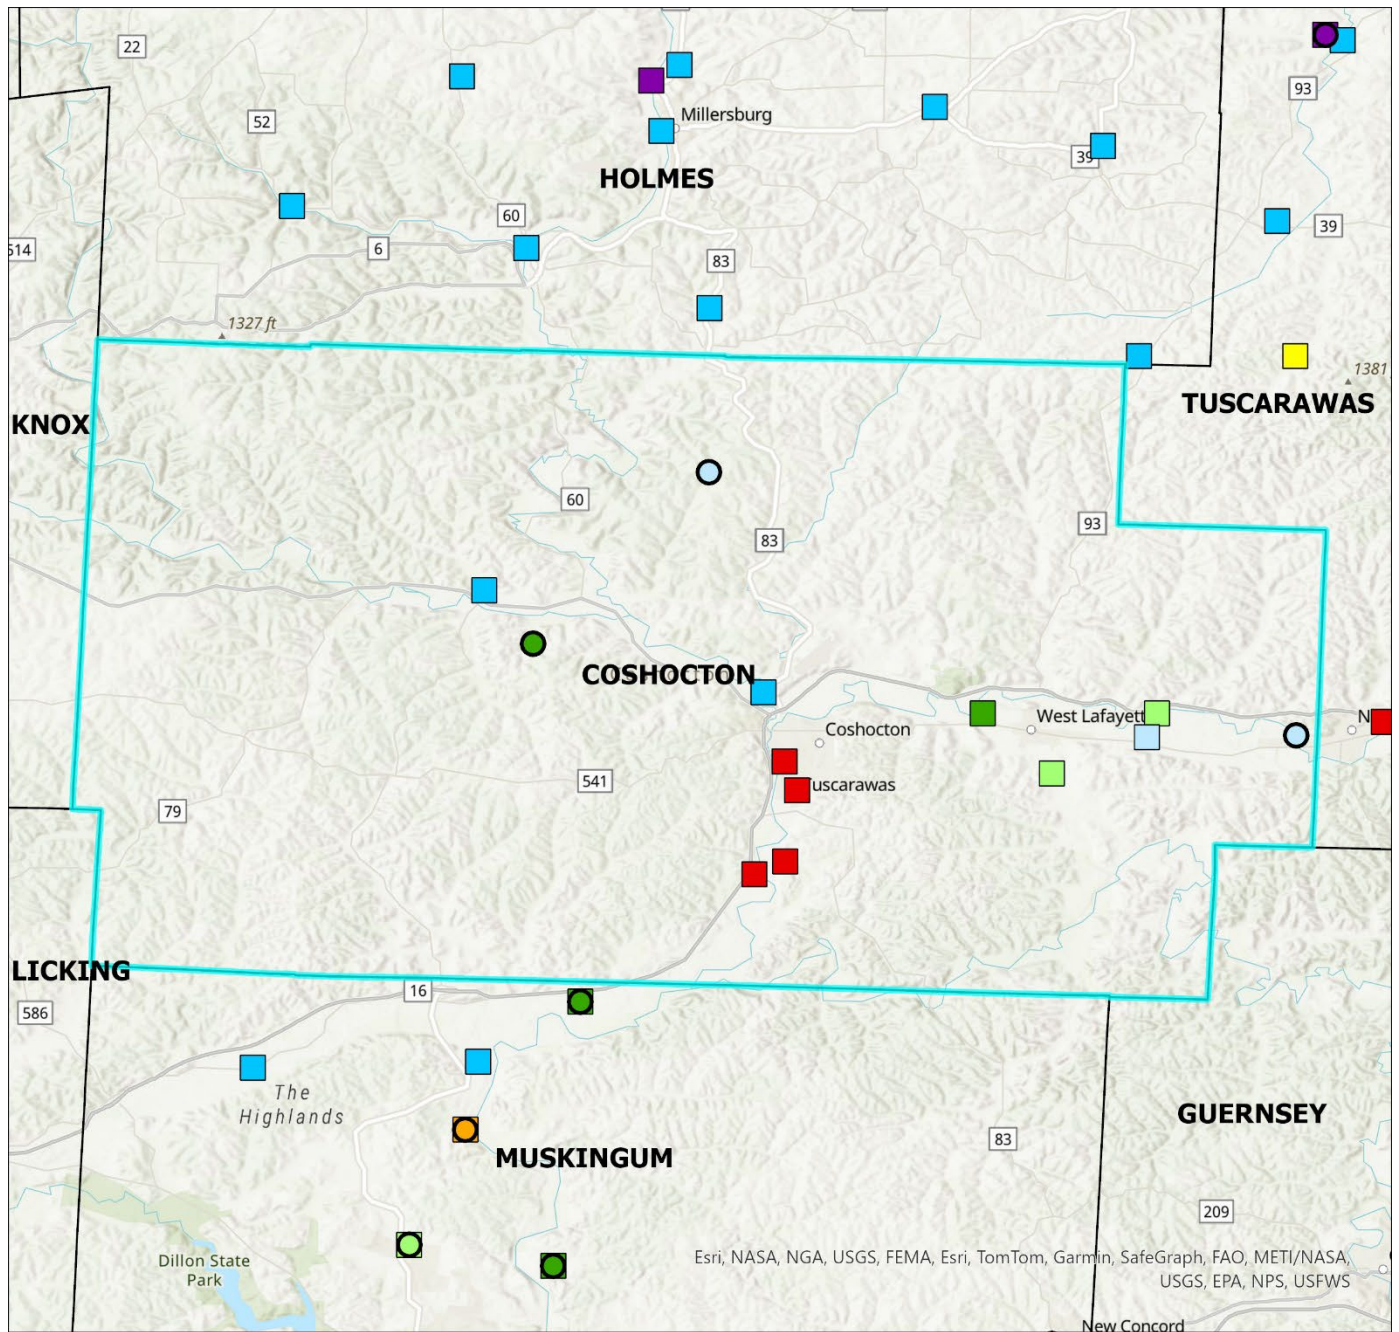 22
93
52
Millersburg
39
HOLMES
60
39
614
6
83
1327 ft
1381
TUSCARAWAS
KNOX
60
93
83
COSHOCTON
West Lafayett
N
Coshocton
541
uscarawas
79
LICKING
16
586
The
Highlands
GUERNSEY
83
MUSKINGUM
209
Dillon State
Park
Esri, NASA, NGA, USGS, FEMA, Esri, TomTom, Garmin, SafeGraph, FAO, METI/NASA,
USGS, EPA, NPS, USFWS
New Concord